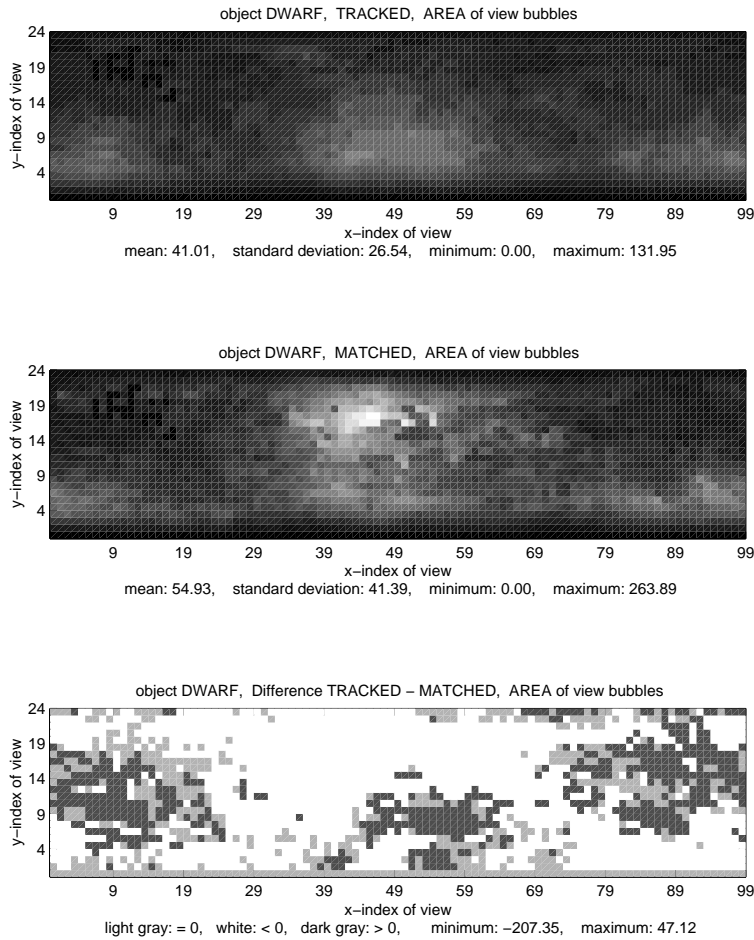 object DWARF,  TRACKED,  AREA of view bubbles
24
19
14
9
4
y−index of view
9 19 29 39 49 59 69 79 89 99
x−index of view
mean: 41.01,    standard deviation: 26.54,    minimum: 0.00,    maximum: 131.95
object DWARF,  MATCHED,  AREA of view bubbles
24
19
14
9
4
y−index of view
9 19 29 39 49 59 69 79 89 99
x−index of view
mean: 54.93,    standard deviation: 41.39,    minimum: 0.00,    maximum: 263.89
object DWARF,  Difference TRACKED − MATCHED,  AREA of view bubbles
24
19
14
9
4
y−index of view
9 19 29 39 49 59 69 79 89 99
x−index of view
light gray: = 0,   white: < 0,   dark gray: > 0,       minimum: −207.35,     maximum: 47.12